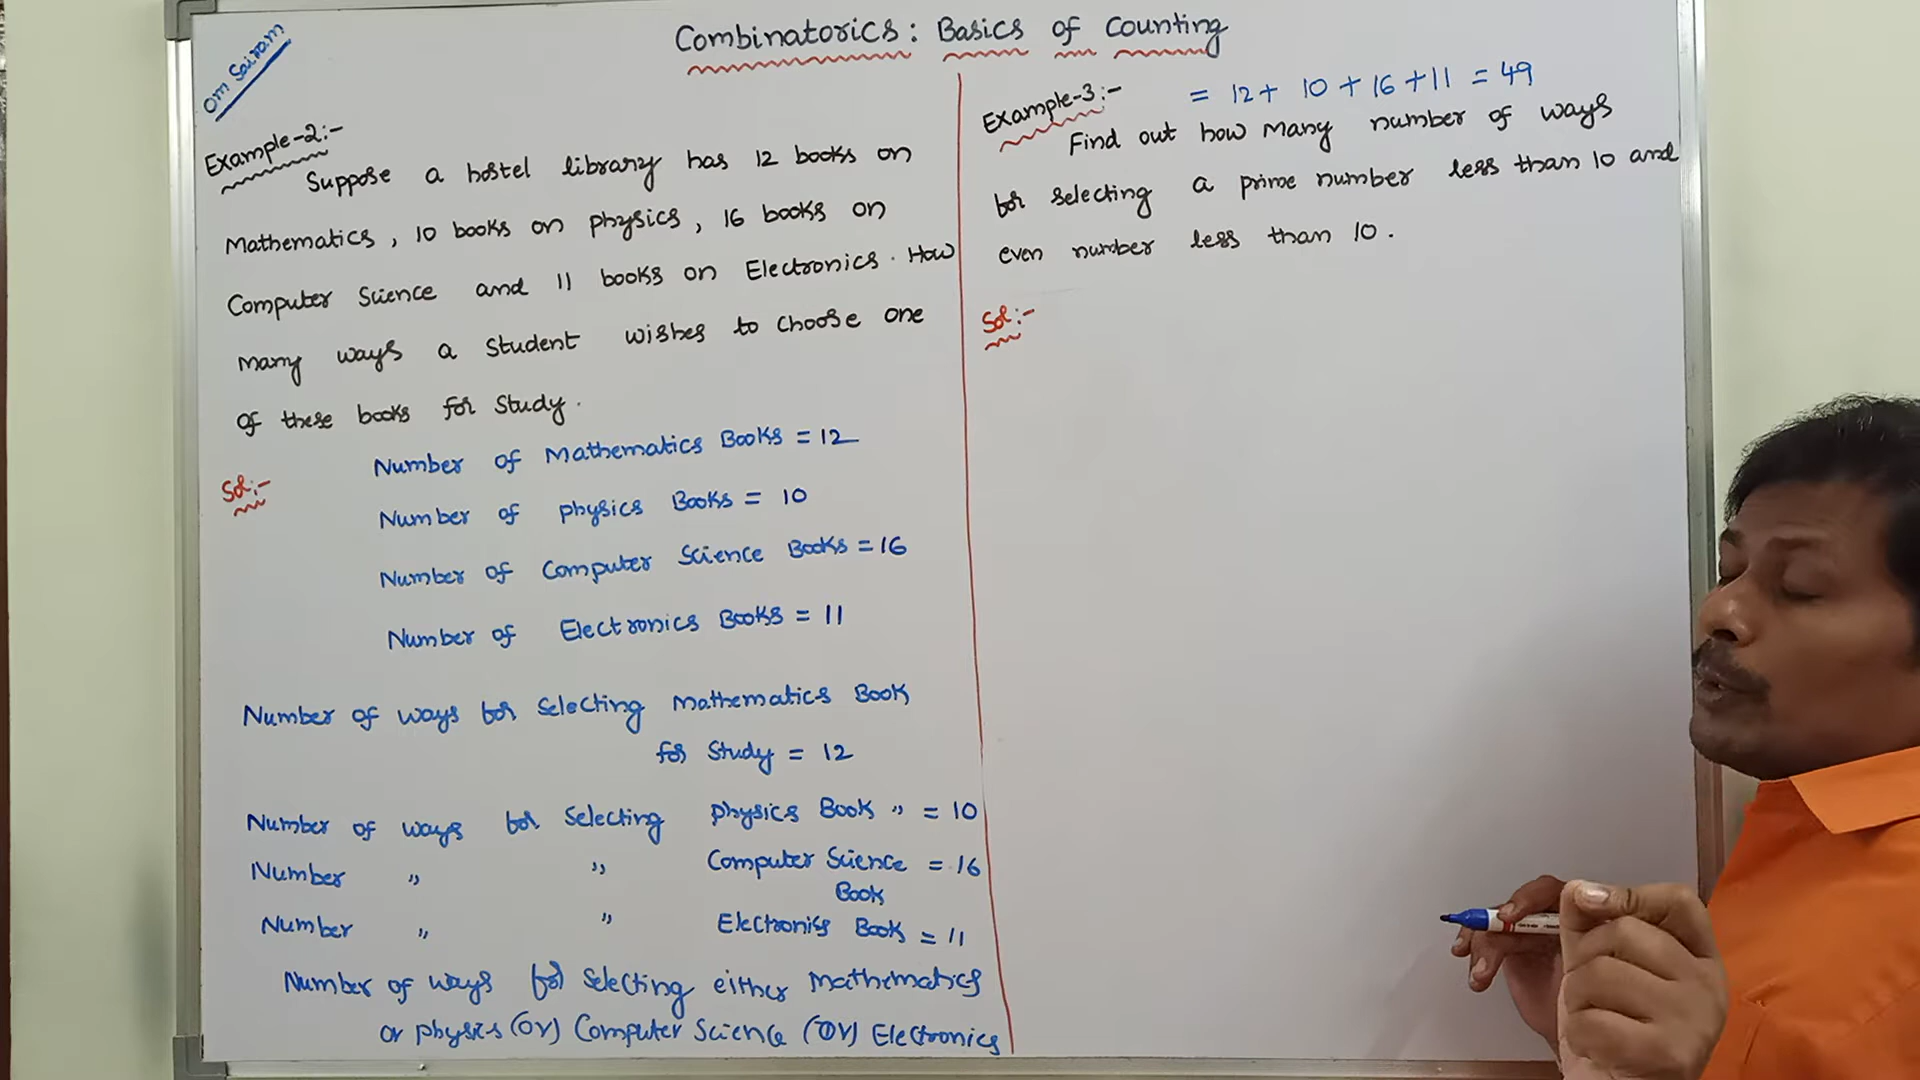 Om Sairam
Combinatorics: Basics of Counting
Example-2:-
Suppose a hostel library has 12 books on
Mathematics, 10 books on physics, 16 books on
Computer Science and 11 books on Electronics. How
many ways a Student wishes to choose one
of these books for Study.
Sol:-
Number of Mathematics Books = 12
Number of physics Books = 10
Number of Computer Science Books = 16
Number of Electronics Books = 11
Number of ways for Selecting Mathematics Book
for Study = 12
Number of ways for Selecting physics Book " = 10
Number " " Computer Science = 16
Book
Number " " Electronics Book = 11
Number of ways for Selecting either Mathematics
or physics (or) Computer Science (or) Electronics
= 12 + 10 + 16 + 11 = 49
Example-3:-
Find out how many number of ways
for selecting a prime number less than 10 and
even number less than 10.
Sol:-